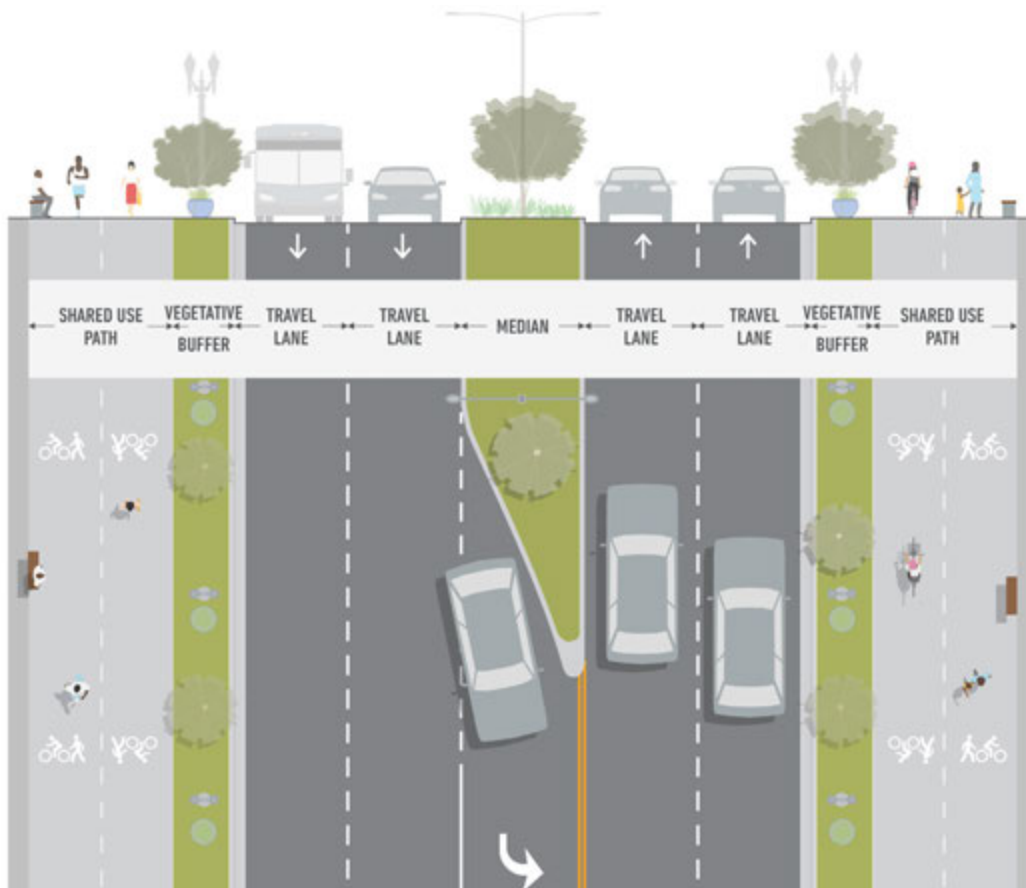 SHARED USE
PATH
VEGETATIVE
BUFFER
TRAVEL
LANE
TRAVEL
LANE
MEDIAN
TRAVEL
LANE
TRAVEL
LANE
VEGETATIVE
BUFFER
SHARED USE
PATH